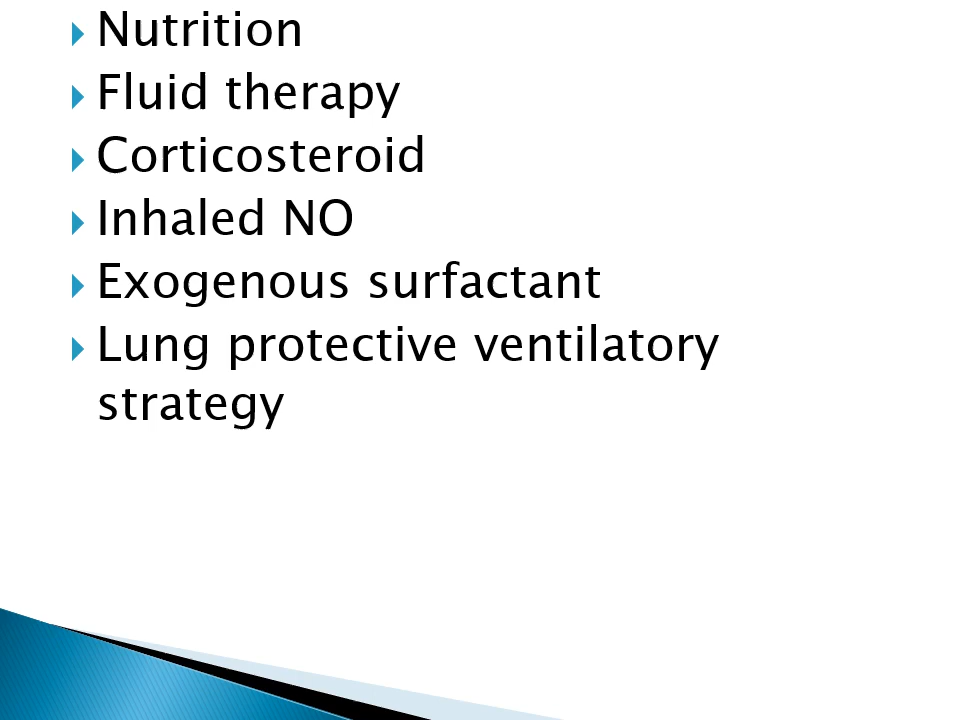 Nutrition
Fluid therapy
Corticosteroid
Inhaled NO
Exogenous surfactant
Lung protective ventilatory
strategy